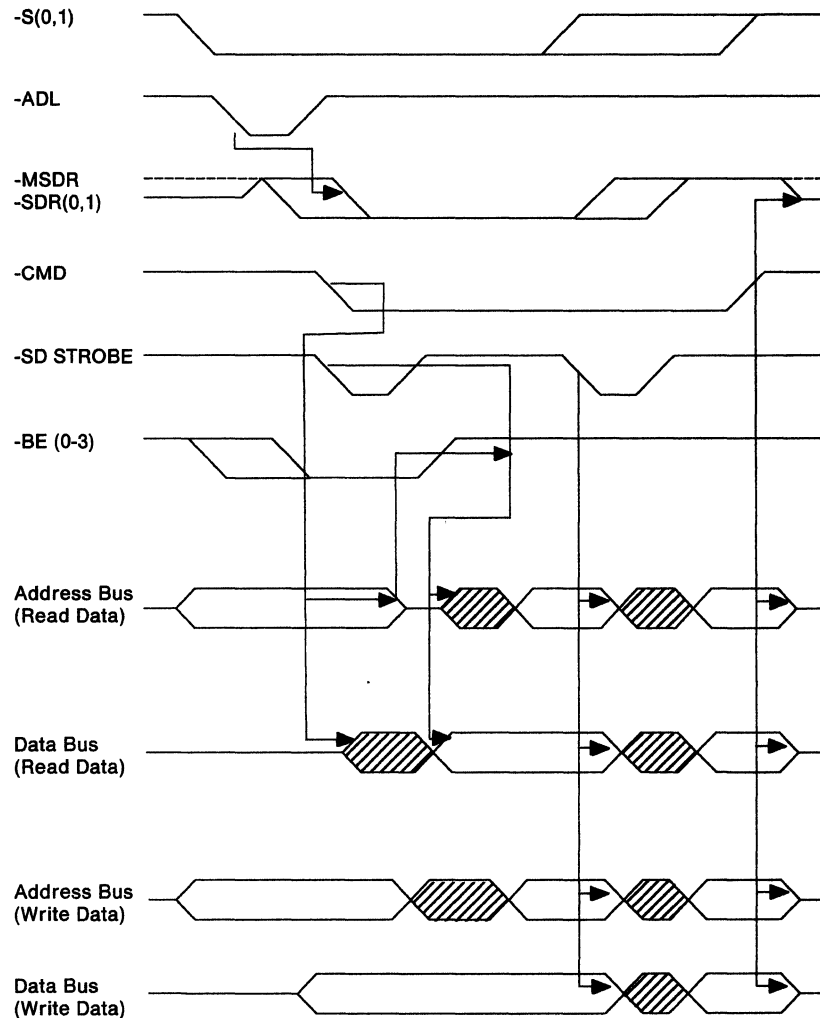 -S(0,1)
-ADL
-MSDR
-SDR(0,1)
-CMD
-SD STROBE
-BE (0-3)
Address Bus
(Read Data)
Data Bus
(Read Data)
Address Bus
(Write Data)
Data Bus
(Write Data)